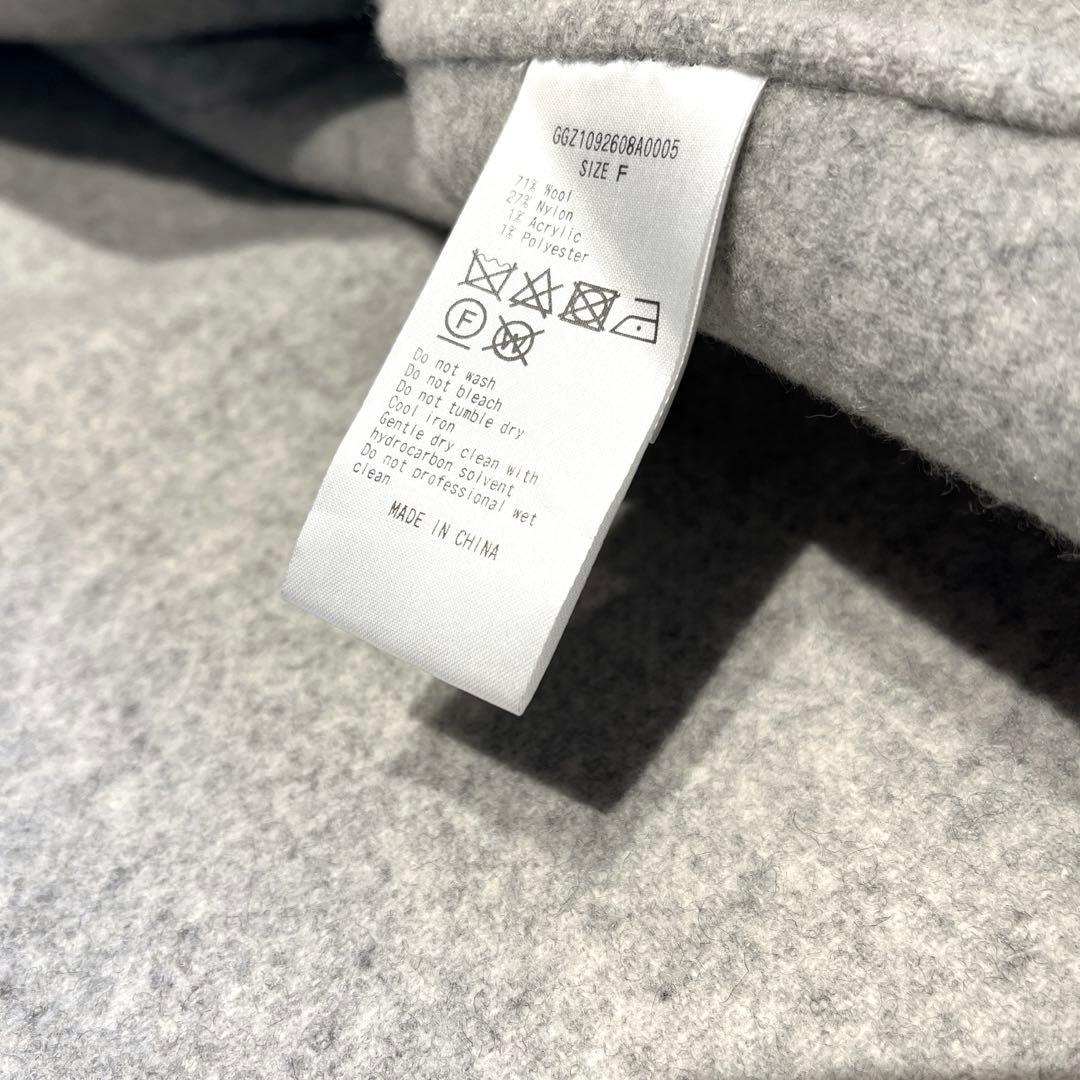 GGZ1092608A0005
SIZE F
71% Wool
27% Nylon
1% Acrylic
1% Polyester
F
W
Do not wash
Do not bleach
Do not tumble dry
Cool iron
Gentle dry clean with
hydrocarbon solvent
Do not professional wet
clean
MADE IN CHINA